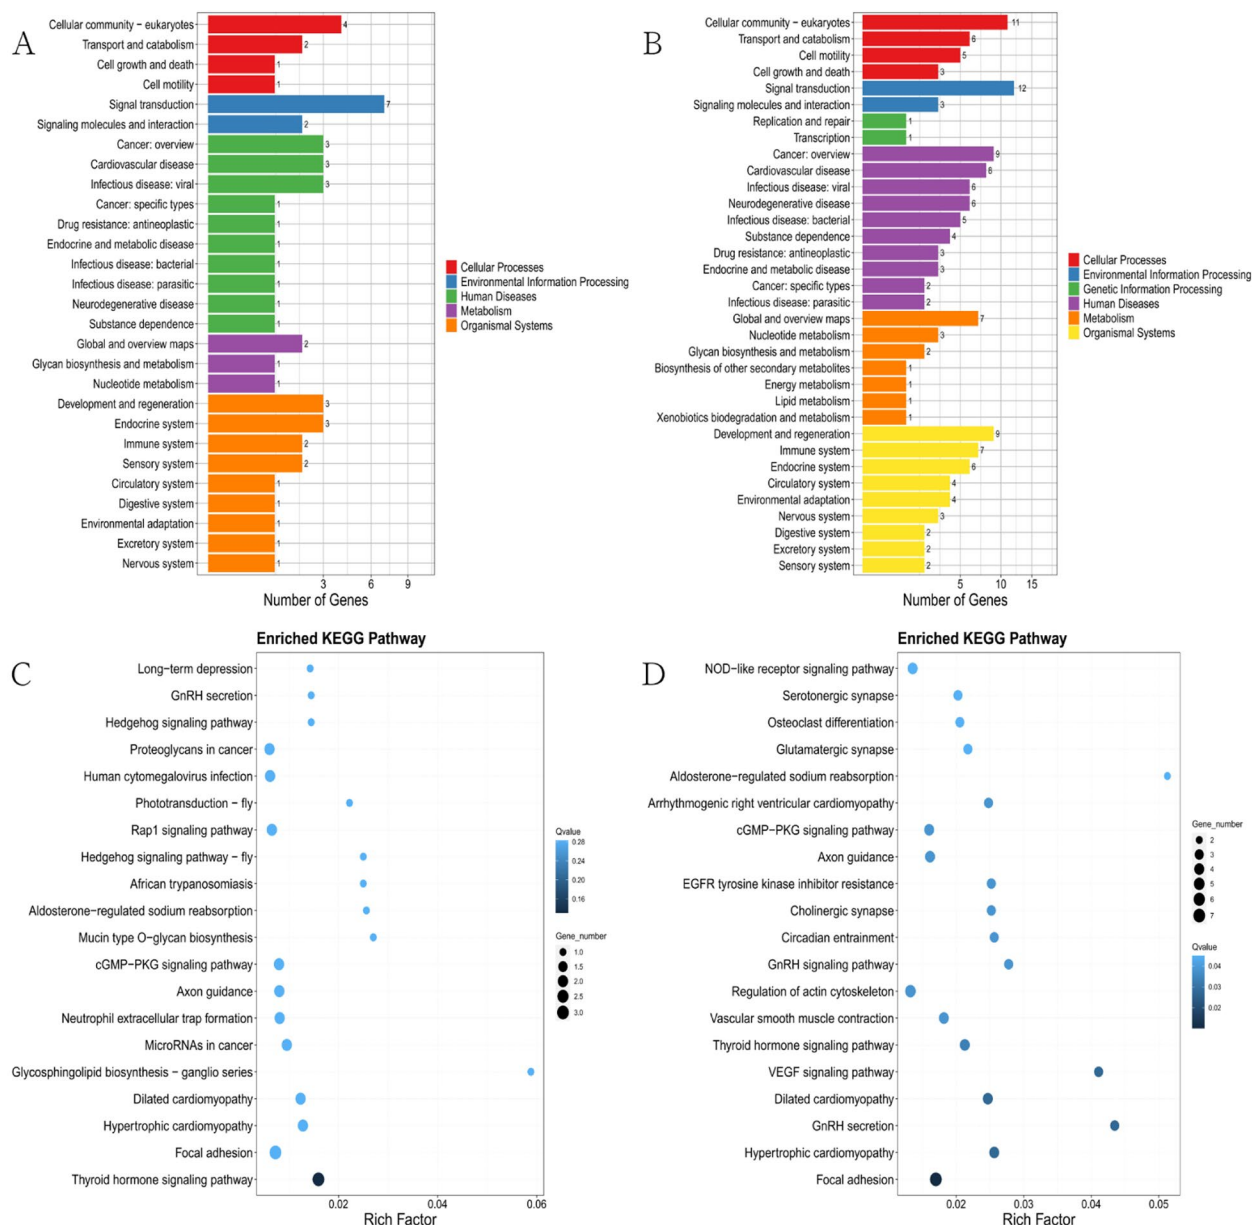 A
Cellular community − eukaryotes 4
Transport and catabolism 2
Cell growth and death 1
Cell motility 1
Signal transduction 7
Signaling molecules and interaction 2
Cancer: overview 3
Cardiovascular disease 3
Infectious disease: viral 3
Cancer: specific types 1
Drug resistance: antineoplastic 1
Endocrine and metabolic disease 1
Infectious disease: bacterial 1
Infectious disease: parasitic 1
Neurodegenerative disease 1
Substance dependence 1
Global and overview maps 2
Glycan biosynthesis and metabolism 1
Nucleotide metabolism 1
Development and regeneration 3
Endocrine system 3
Immune system 2
Sensory system 2
Circulatory system 1
Digestive system 1
Environmental adaptation 1
Excretory system 1
Nervous system 1
3 6 9
Number of Genes
Cellular Processes
Environmental Information Processing
Human Diseases
Metabolism
Organismal Systems
B
Cellular community − eukaryotes 11
Transport and catabolism 6
Cell motility 5
Cell growth and death 3
Signal transduction 12
Signaling molecules and interaction 3
Replication and repair 1
Transcription 1
Cancer: overview 9
Cardiovascular disease 8
Infectious disease: viral 6
Neurodegenerative disease 6
Infectious disease: bacterial 5
Substance dependence 4
Drug resistance: antineoplastic 3
Endocrine and metabolic disease 3
Cancer: specific types 2
Infectious disease: parasitic 2
Global and overview maps 7
Nucleotide metabolism 3
Glycan biosynthesis and metabolism 2
Biosynthesis of other secondary metabolites 1
Energy metabolism 1
Lipid metabolism 1
Xenobiotics biodegradation and metabolism 1
Development and regeneration 9
Immune system 7
Endocrine system 6
Circulatory system 4
Environmental adaptation 4
Nervous system 3
Digestive system 2
Excretory system 2
Sensory system 2
5 10 15
Number of Genes
Cellular Processes
Environmental Information Processing
Genetic Information Processing
Human Diseases
Metabolism
Organismal Systems
C
Enriched KEGG Pathway
Long−term depression
GnRH secretion
Hedgehog signaling pathway
Proteoglycans in cancer
Human cytomegalovirus infection
Phototransduction − fly
Rap1 signaling pathway
Hedgehog signaling pathway − fly
African trypanosomiasis
Aldosterone−regulated sodium reabsorption
Mucin type O−glycan biosynthesis
cGMP−PKG signaling pathway
Axon guidance
Neutrophil extracellular trap formation
MicroRNAs in cancer
Glycosphingolipid biosynthesis − ganglio series
Dilated cardiomyopathy
Hypertrophic cardiomyopathy
Focal adhesion
Thyroid hormone signaling pathway
0.02 0.04 0.06
Rich Factor
Qvalue
0.28
0.24
0.20
0.16
Gene_number
1.0
1.5
2.0
2.5
3.0
D
Enriched KEGG Pathway
NOD−like receptor signaling pathway
Serotonergic synapse
Osteoclast differentiation
Glutamatergic synapse
Aldosterone−regulated sodium reabsorption
Arrhythmogenic right ventricular cardiomyopathy
cGMP−PKG signaling pathway
Axon guidance
EGFR tyrosine kinase inhibitor resistance
Cholinergic synapse
Circadian entrainment
GnRH signaling pathway
Regulation of actin cytoskeleton
Vascular smooth muscle contraction
Thyroid hormone signaling pathway
VEGF signaling pathway
Dilated cardiomyopathy
GnRH secretion
Hypertrophic cardiomyopathy
Focal adhesion
0.02 0.03 0.04 0.05
Rich Factor
Gene_number
2
3
4
5
6
7
Qvalue
0.04
0.03
0.02